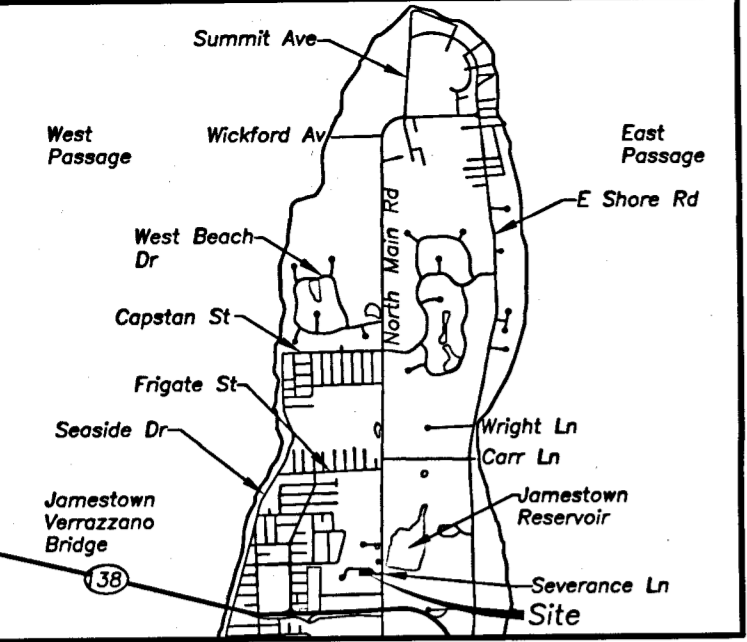 Summit Ave
West
Passage
Wickford Av
East
Passage
E Shore Rd
North Main Rd
West Beach
Dr
Capstan St
Frigate St
Seaside Dr
Wright Ln
Carr Ln
Jamestown
Verrazzano
Bridge
Jamestown
Reservoir
138
Severance Ln
Site